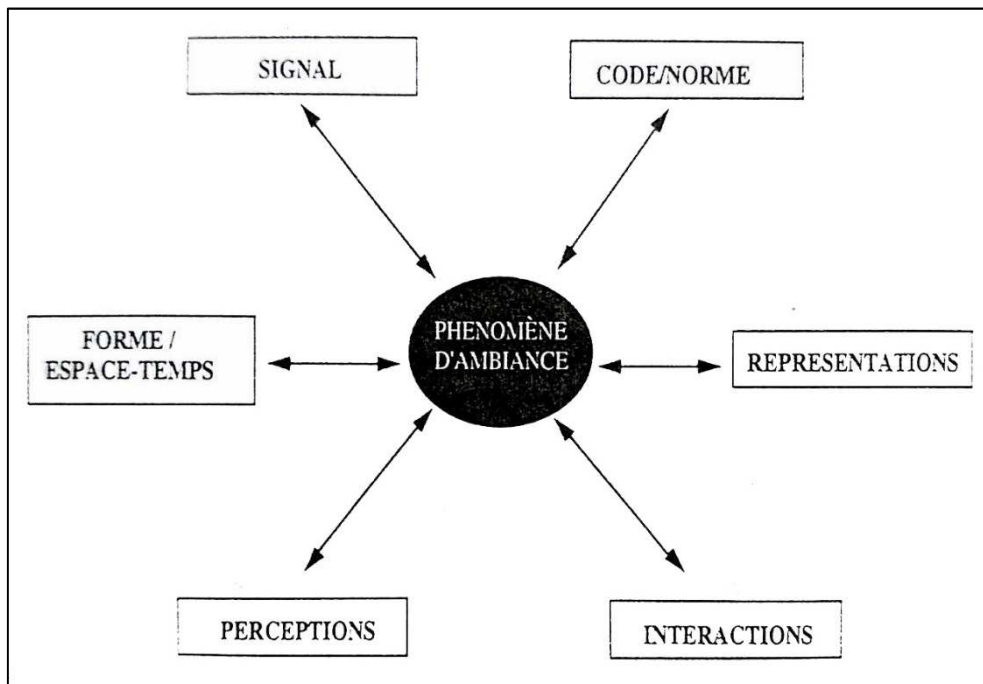 SIGNAL
CODE/NORME
PHENOMÈNE
D'AMBIANCE
FORME /
ESPACE-TEMPS
REPRESENTATIONS
PERCEPTIONS
INTERACTIONS